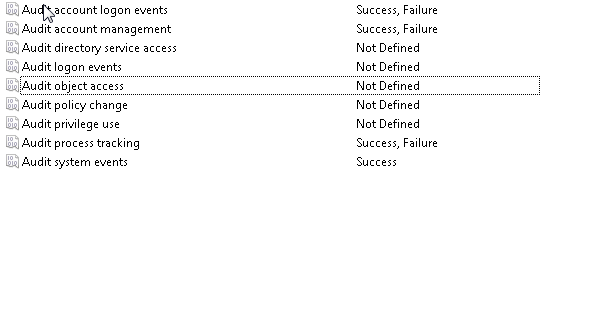 Audit account logon events Success, Failure
Audit account management Success, Failure
Audit directory service access Not Defined
Audit logon events Not Defined
Audit object access Not Defined
Audit policy change Not Defined
Audit privilege use Not Defined
Audit process tracking Success, Failure
Audit system events Success